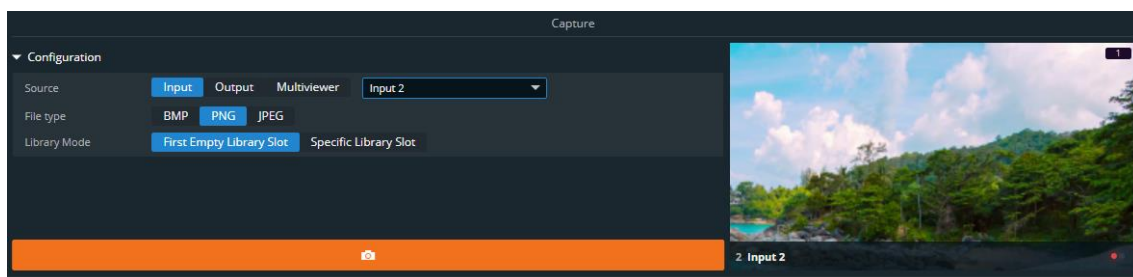 Capture
Configuration
Source Input Output Multiviewer Input 2
File type BMP PNG JPEG
Library Mode First Empty Library Slot Specific Library Slot
1
2 Input 2